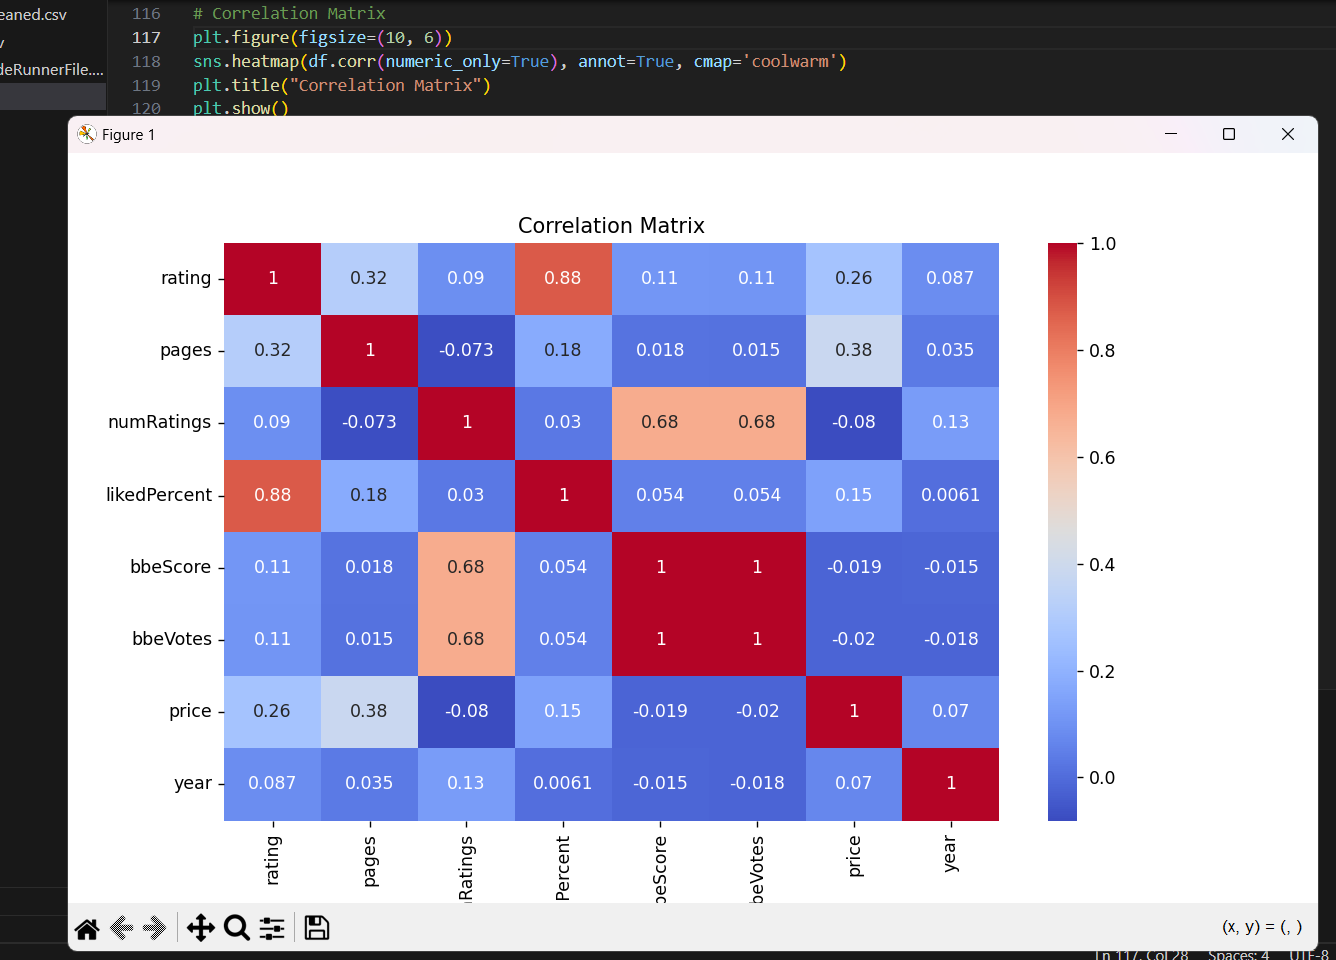 eaned.csv
v
deRunnerFile....
116 # Correlation Matrix
117 plt.figure(figsize=(10, 6))
118 sns.heatmap(df.corr(numeric_only=True), annot=True, cmap='coolwarm')
119 plt.title("Correlation Matrix")
120 plt.show()
Figure 1
Correlation Matrix
rating 1 0.32 0.09 0.88 0.11 0.11 0.26 0.087
pages 0.32 1 -0.073 0.18 0.018 0.015 0.38 0.035
numRatings 0.09 -0.073 1 0.03 0.68 0.68 -0.08 0.13
likedPercent 0.88 0.18 0.03 1 0.054 0.054 0.15 0.0061
bbeScore 0.11 0.018 0.68 0.054 1 1 -0.019 -0.015
bbeVotes 0.11 0.015 0.68 0.054 1 1 -0.02 -0.018
price 0.26 0.38 -0.08 0.15 -0.019 -0.02 1 0.07
year 0.087 0.035 0.13 0.0061 -0.015 -0.018 0.07 1
rating pages nRatings Percent beScore beVotes price year
1.0
0.8
0.6
0.4
0.2
0.0
(x, y) = (, )
Ln 117, Col 28 Spaces: 4 UTF-8